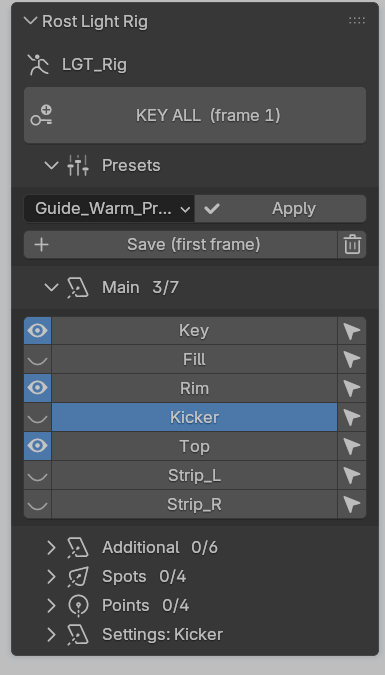 Rost Light Rig
LGT_Rig
KEY ALL (frame 1)
Presets
Guide_Warm_Pr... Apply
Save (first frame)
Main 3/7
Key
Fill
Rim
Kicker
Top
Strip_L
Strip_R
Additional 0/6
Spots 0/4
Points 0/4
Settings: Kicker